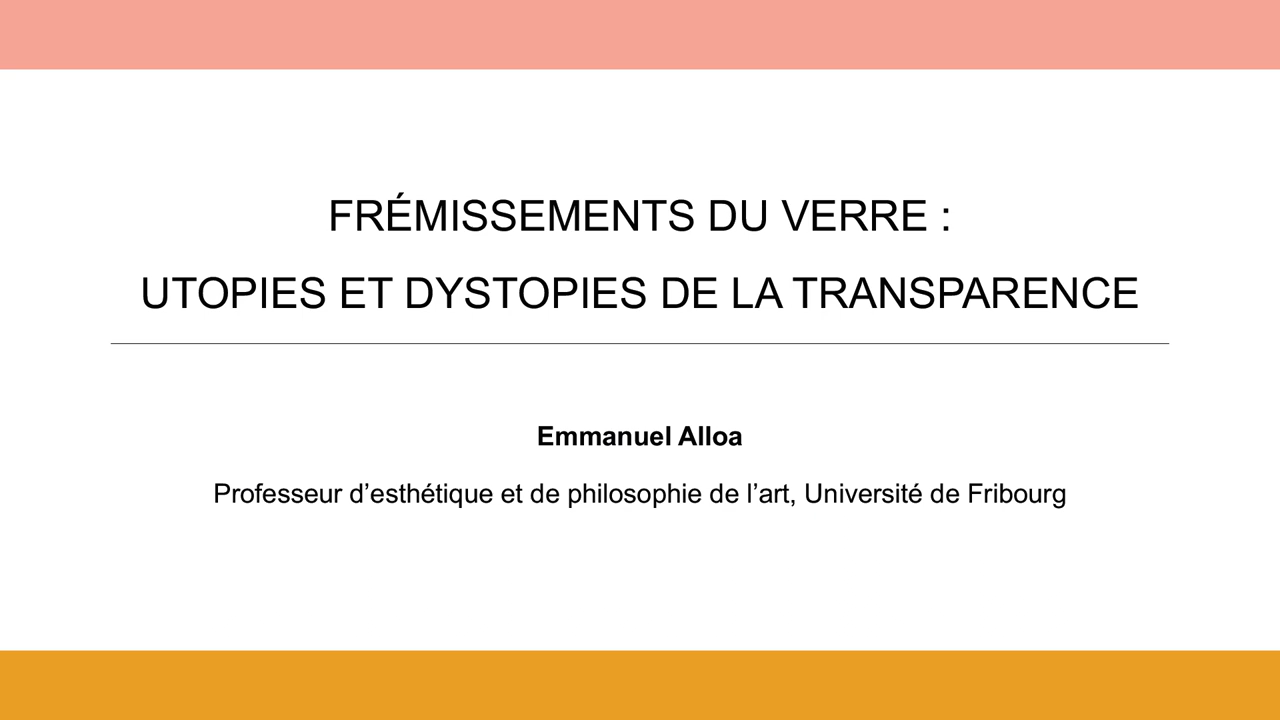 FRÉMISSEMENTS DU VERRE :
UTOPIES ET DYSTOPIES DE LA TRANSPARENCE
Emmanuel Alloa
Professeur d’esthétique et de philosophie de l’art, Université de Fribourg